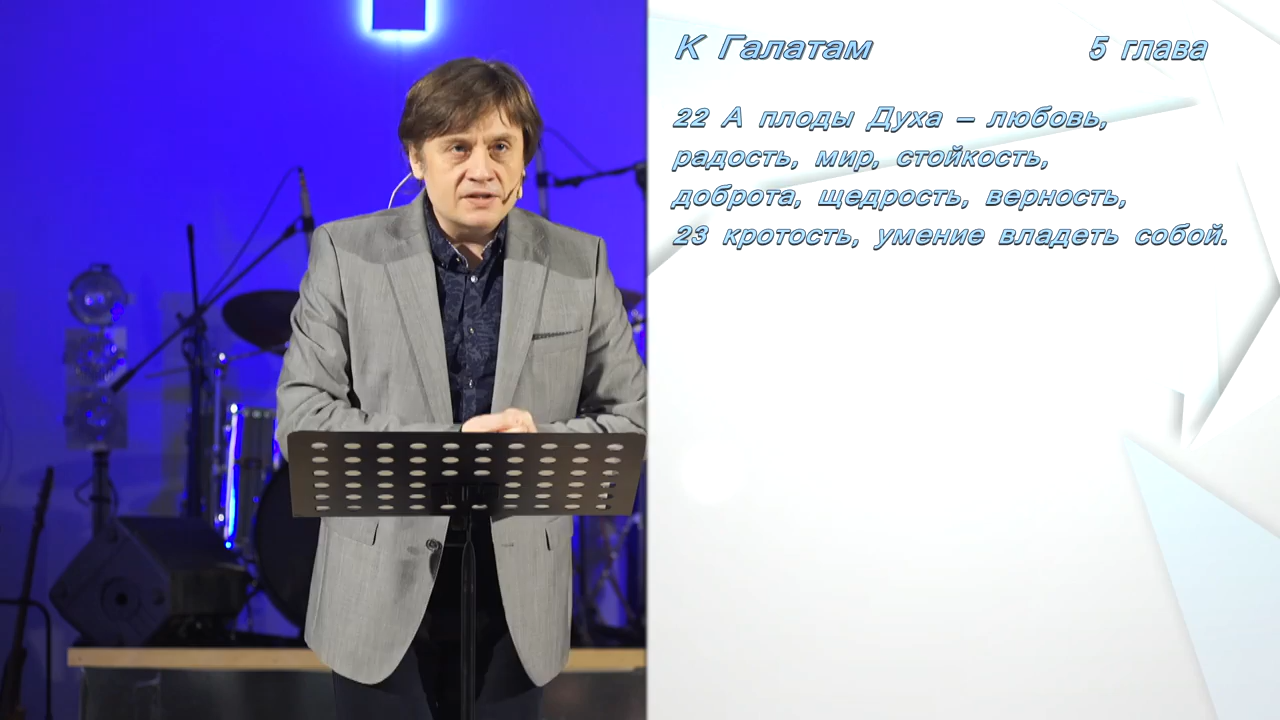 К Галатам 5 глава
22 А плоды Духа – любовь,
радость, мир, стойкость,
доброта, щедрость, верность,
23 кротость, умение владеть собой.